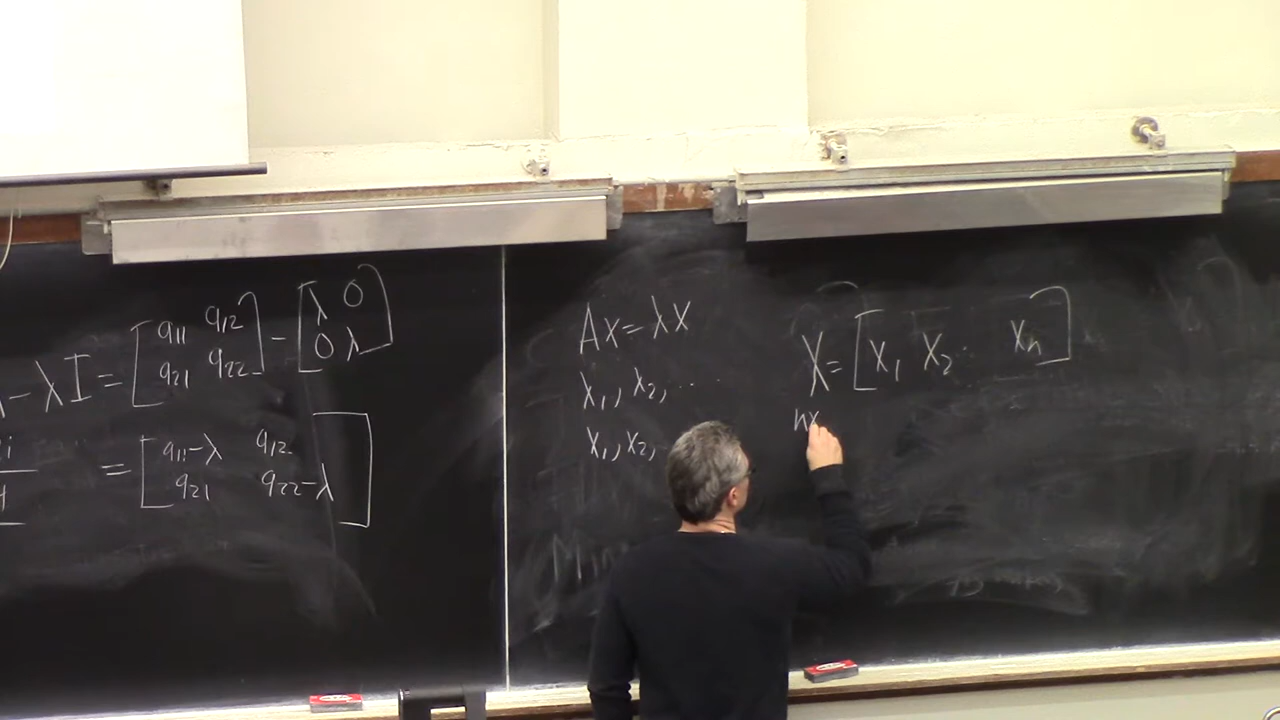 - λI = [a₁₁ a₁₂ a₂₁ a₂₂] - [λ 0 0 λ]
= [a₁₁-λ a₁₂ a₂₁ a₂₂-λ]
Ax = λx
x₁, x₂, ...
x₁, x₂,
X = [x₁ x₂ ... xₙ]
nx